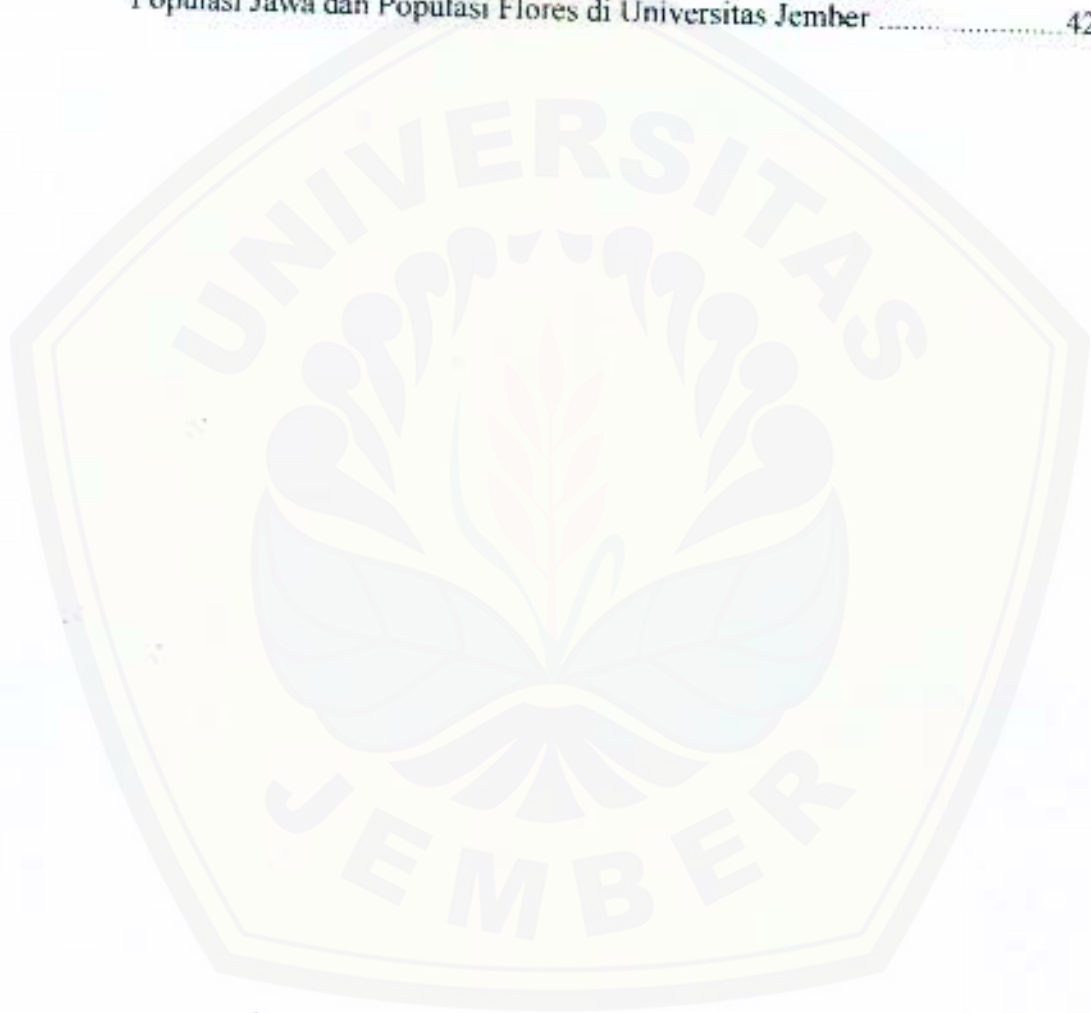 Populasi Jawa dan Populasi Flores di Universitas Jember ..................... 42
UNIVERSITAS
JEMBER